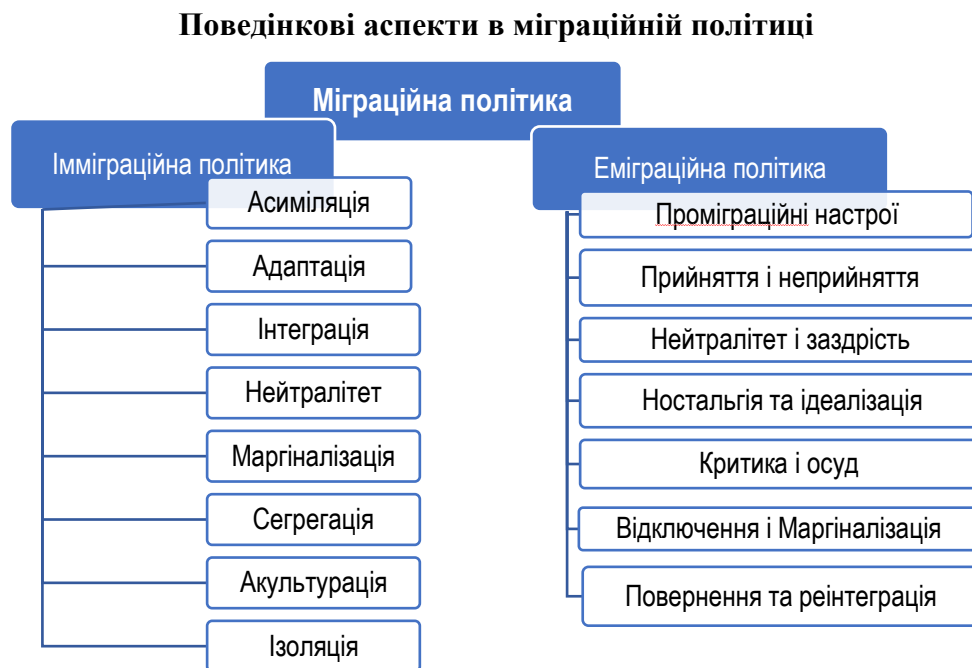 Поведінкові аспекти в міграційній політиці
Міграційна політика
Імміграційна політика
Асиміляція
Адаптація
Інтеграція
Нейтралітет
Маргіналізація
Сегрегація
Акультурація
Ізоляція
Еміграційна політика
Проміграційні настрої
Прийняття і неприйняття
Нейтралітет і заздрість
Ностальгія та ідеалізація
Критика і осуд
Відключення і Маргіналізація
Повернення та реінтеграція